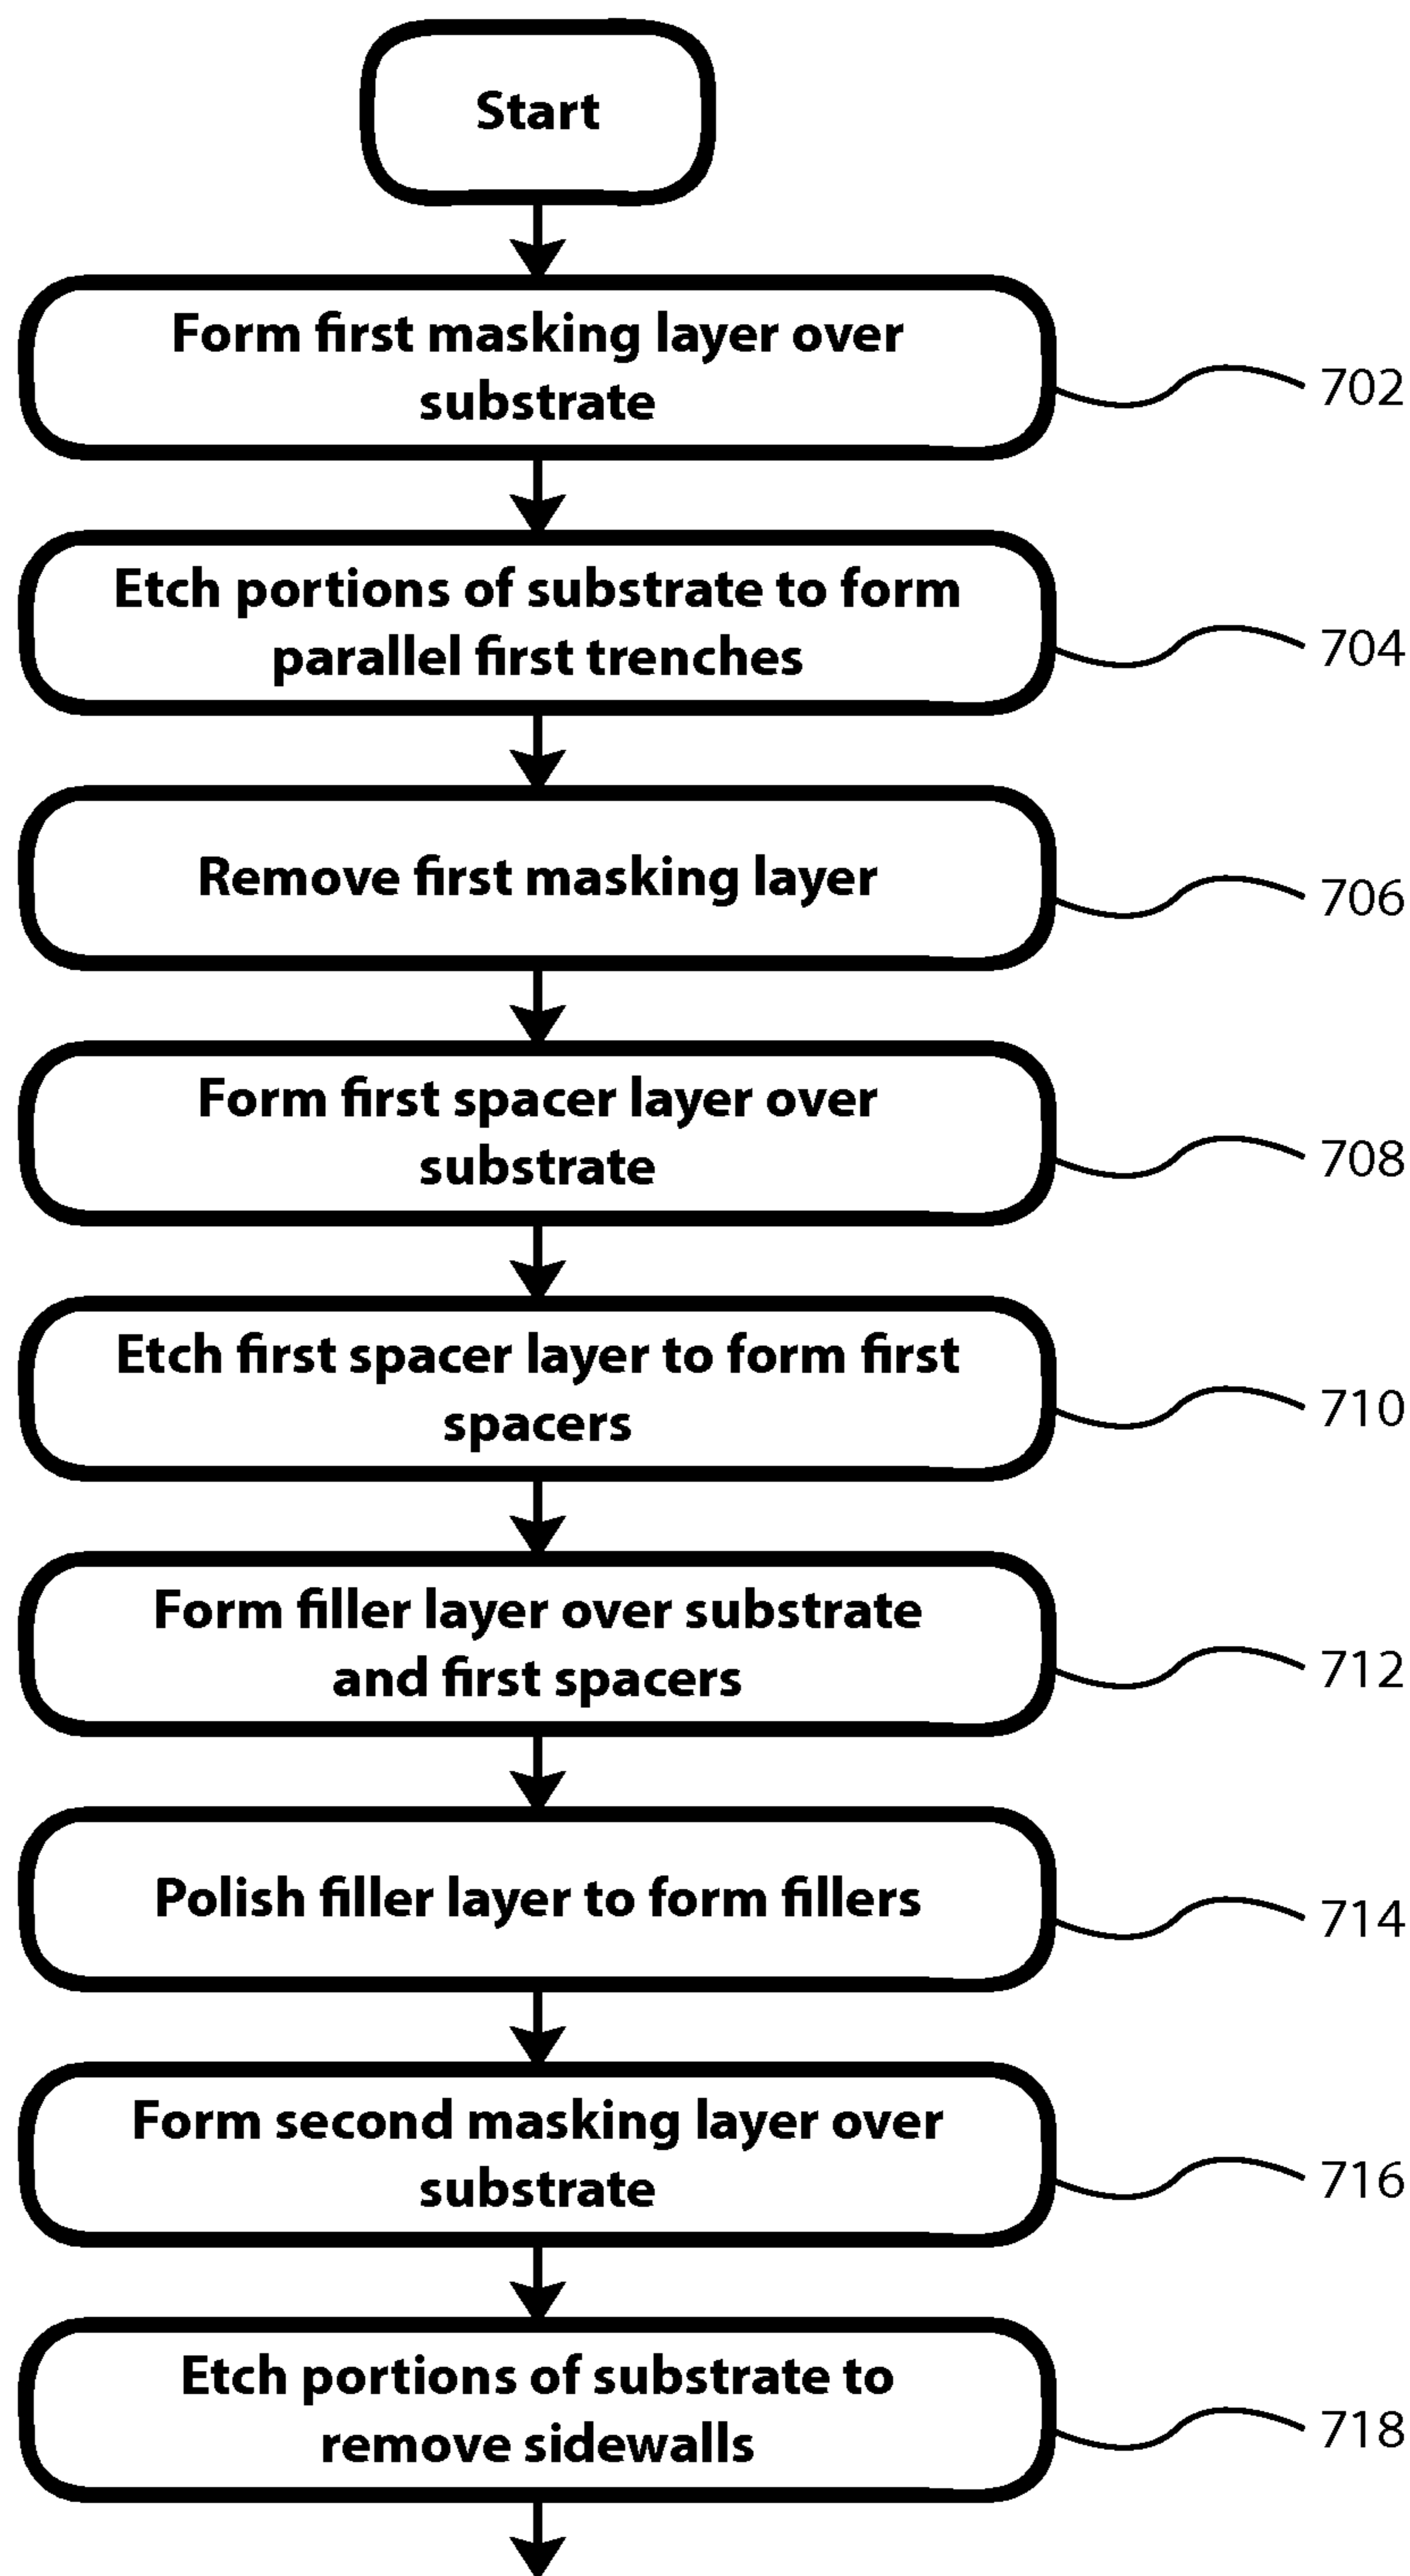 Start
Form first masking layer over
substrate
702
Etch portions of substrate to form
parallel first trenches
704
Remove first masking layer
706
Form first spacer layer over
substrate
708
Etch first spacer layer to form first
spacers
710
Form filler layer over substrate
and first spacers
712
Polish filler layer to form fillers
714
Form second masking layer over
substrate
716
Etch portions of substrate to
remove sidewalls
718